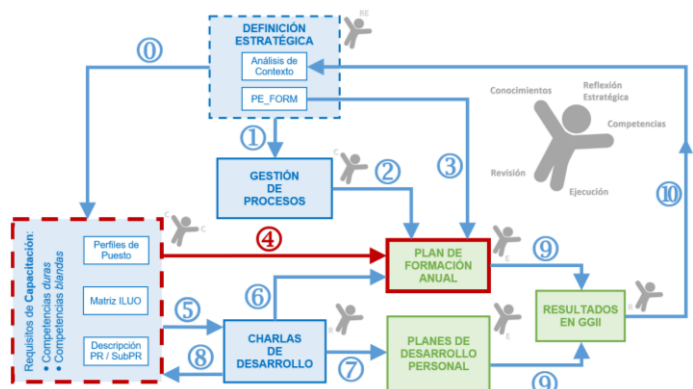 DEFINICIÓN
ESTRATÉGICA
RE
Análisis de
Contexto
PE_FORM
⓪
①
②
③
Conocimientos
Reflexión
Estratégica
Competencias
Revisión
Ejecución
⑩
GESTIÓN
DE
PROCESOS
C
Requisitos de Capacitación:
• Competencias duras
• Competencias blandas
Perfiles de
Puesto
Matriz ILUO
Descripción
PR / SubPR
C
C
④
⑤
⑥
⑦
⑧
CHARLAS
DE
DESARROLLO
R
PLAN DE
FORMACIÓN
ANUAL
E
⑨
PLANES DE
DESARROLLO
PERSONAL
E
⑨
RESULTADOS
EN GGII
R